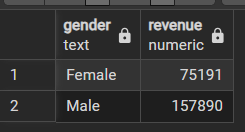 gender revenue
text numeric
1 Female 75191
2 Male 157890